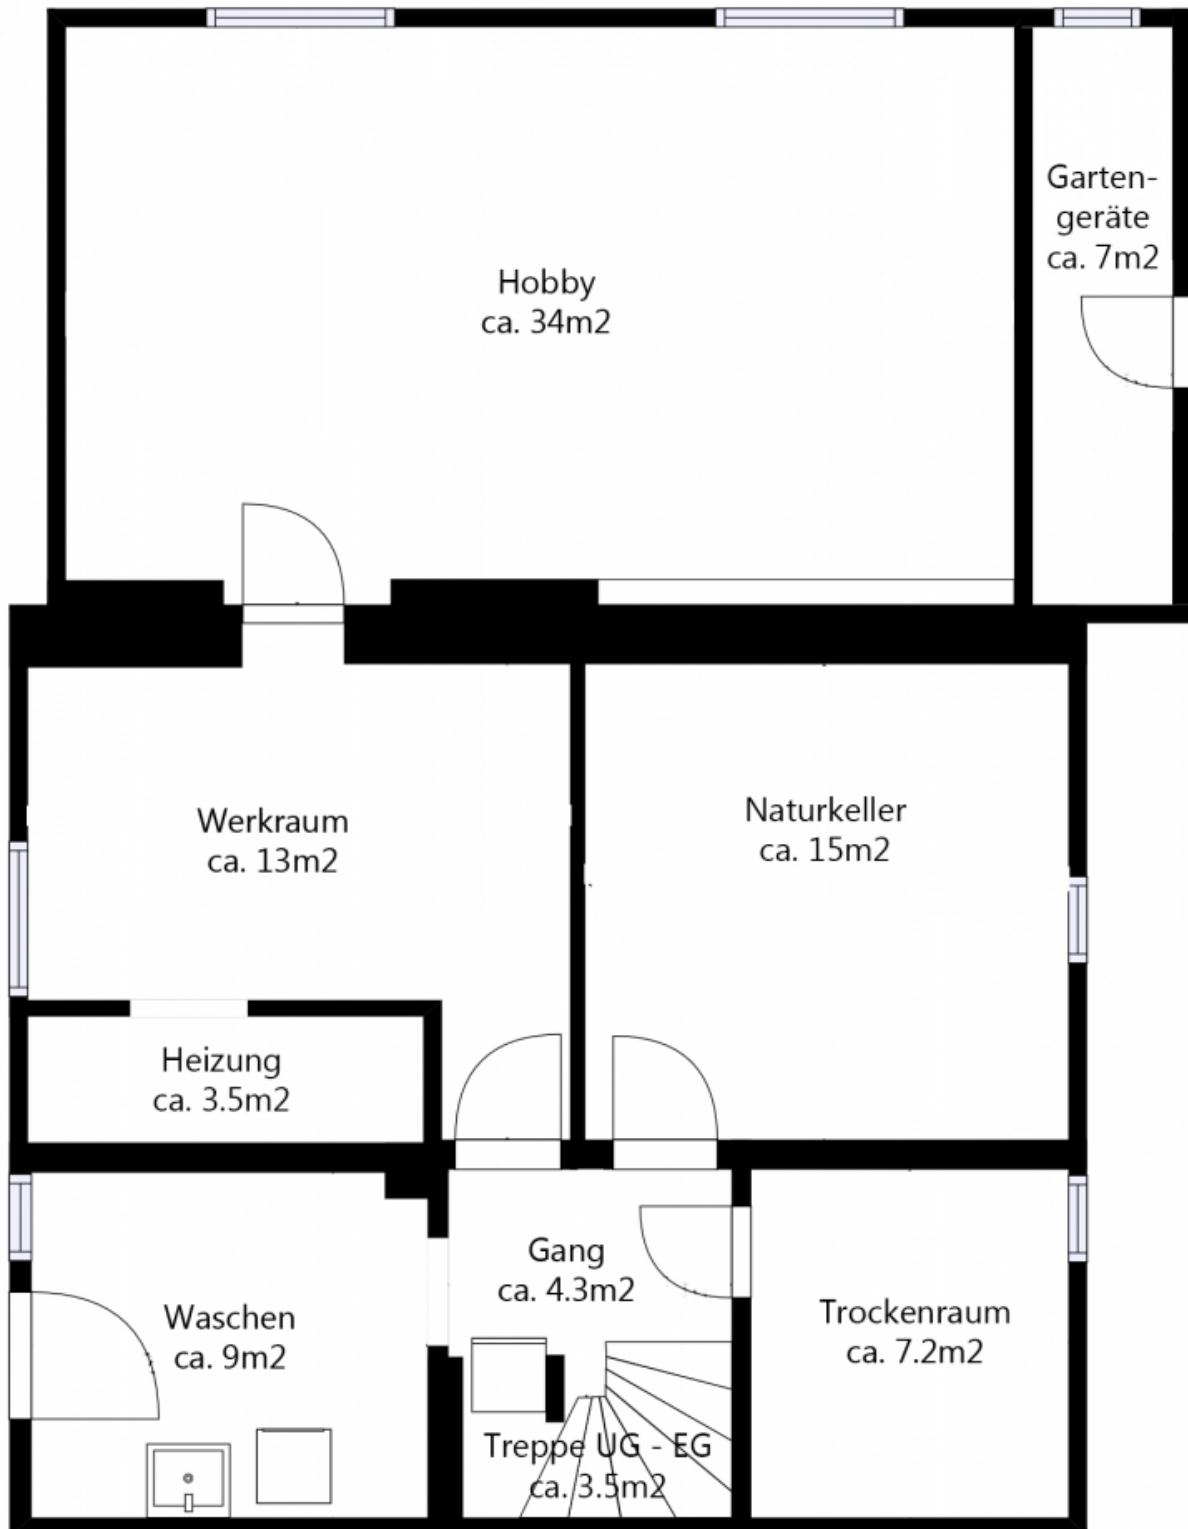 Garten-
geräte
ca. 7m2
Hobby
ca. 34m2
Werkraum
ca. 13m2
Naturkeller
ca. 15m2
Heizung
ca. 3.5m2
Gang
ca. 4.3m2
Waschen
ca. 9m2
Trockenraum
ca. 7.2m2
Treppe UG - EG
ca. 3.5m2